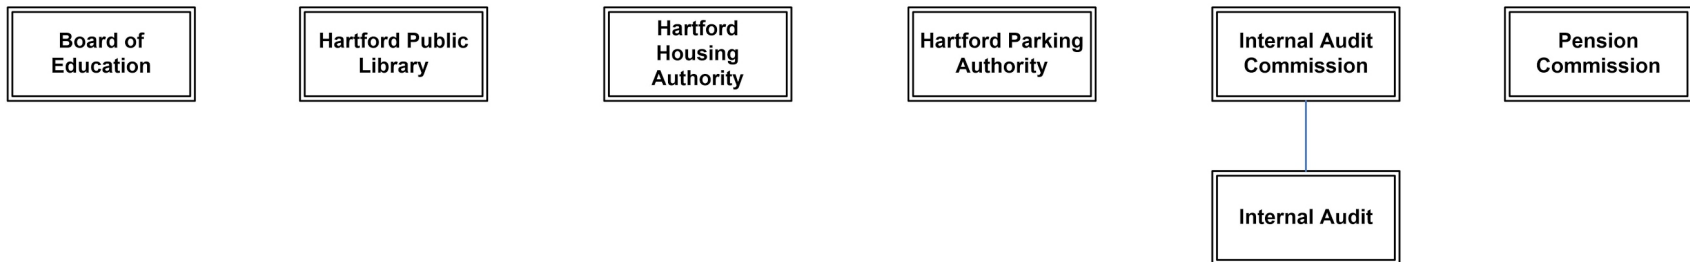 Board of
Education
Hartford Public
Library
Hartford
Housing
Authority
Hartford Parking
Authority
Internal Audit
Commission
Pension
Commission
Internal Audit